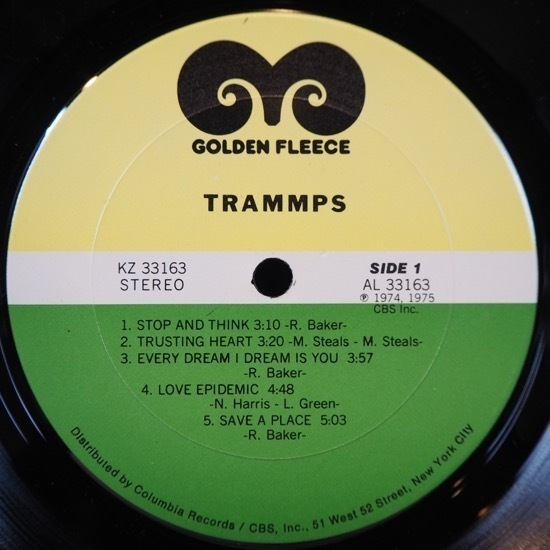 GOLDEN FLEECE
TRAMMPS
KZ 33163
STEREO
SIDE 1
AL 33163
℗ 1974, 1975
CBS Inc.
1. STOP AND THINK 3:10 -R. Baker-
2. TRUSTING HEART 3:20 -M. Steals - M. Steals-
3. EVERY DREAM I DREAM IS YOU 3:57
-R. Baker-
4. LOVE EPIDEMIC 4:48
-N. Harris - L. Green-
5. SAVE A PLACE 5:03
-R. Baker-
Distributed by Columbia Records / CBS, Inc., 51 West 52 Street, New York City